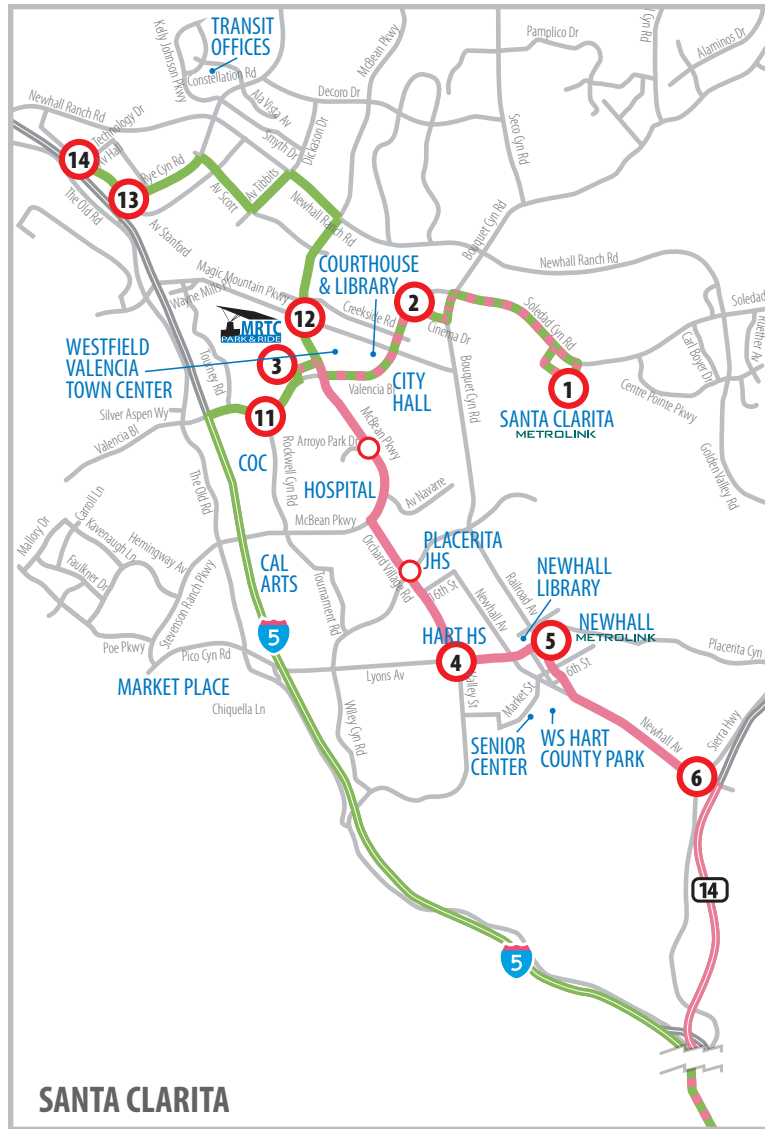 TRANSIT
OFFICES
Kelly Johnson Pkwy
Constellation Rd
McBean Pkwy
Pamplico Dr
Alaminos Dr
Newhall Ranch Rd
Technology Dr
Ala Vista Av
Decoro Dr
Smyth Dr
Dickason Dr
Seco Cyn Rd
14
Av Hall
Rye Cyn Rd
13
The Old Rd
Av Stanford
Av Scott
Av Tibbits
Newhall Ranch Rd
Bouquet Cyn Rd
Newhall Ranch Rd
Magic Mountain Pkwy
COURTHOUSE
& LIBRARY
Creekside Rd
2
Cinema Dr
Soledad Cyn Rd
Soledad
12
MRTC
PARK & RIDE
WESTFIELD
VALENCIA
TOWN CENTER
3
Tourney Rd
Valencia Bl
CITY
HALL
Bouquet Cyn Rd
1
SANTA CLARITA
METROLINK
Centre Pointe Pkwy
Carl Boyer Dr
Ruether Av
Golden Valley Rd
Silver Aspen Wy
Valencia Bl
11
COC
Rockwell Cyn Rd
Arroyo Park Dr
McBean Pkwy
HOSPITAL
Av Navarre
McBean Pkwy
The Old Rd
Mallory Dr
Carroll Ln
Kavenaugh Ln
Hemingway Av
Faulkner Dr
Stevenson Ranch Pkwy
Poe Pkwy
CAL
ARTS
Tournament Rd
Orchard Village Rd
PLACERITA
JHS
16th St
Newhall Av
Railroad Av
NEWHALL
LIBRARY
NEWHALL
METROLINK
5
5
Placerita Cyn
HART HS
4
6th St
Pico Cyn Rd
Lyons Av
MARKET PLACE
Chiquella Ln
Wiley Cyn Rd
Market St
SENIOR
CENTER
WS HART
COUNTY PARK
Newhall Av
Sierra Hwy
6
14
5
SANTA CLARITA